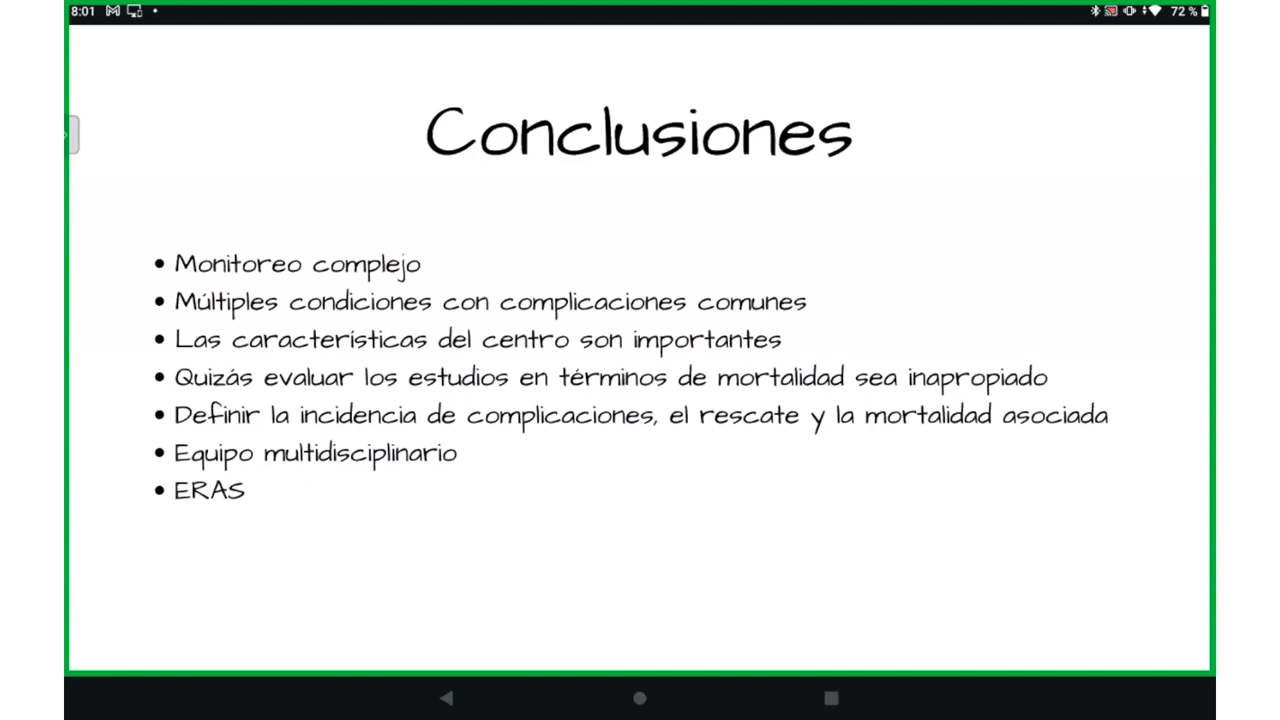 8:01
72 %
Conclusiones
• Monitoreo complejo
• Múltiples condiciones con complicaciones comunes
• Las características del centro son importantes
• Quizás evaluar los estudios en términos de mortalidad sea inapropiado
• Definir la incidencia de complicaciones, el rescate y la mortalidad asociada
• Equipo multidisciplinario
• ERAS